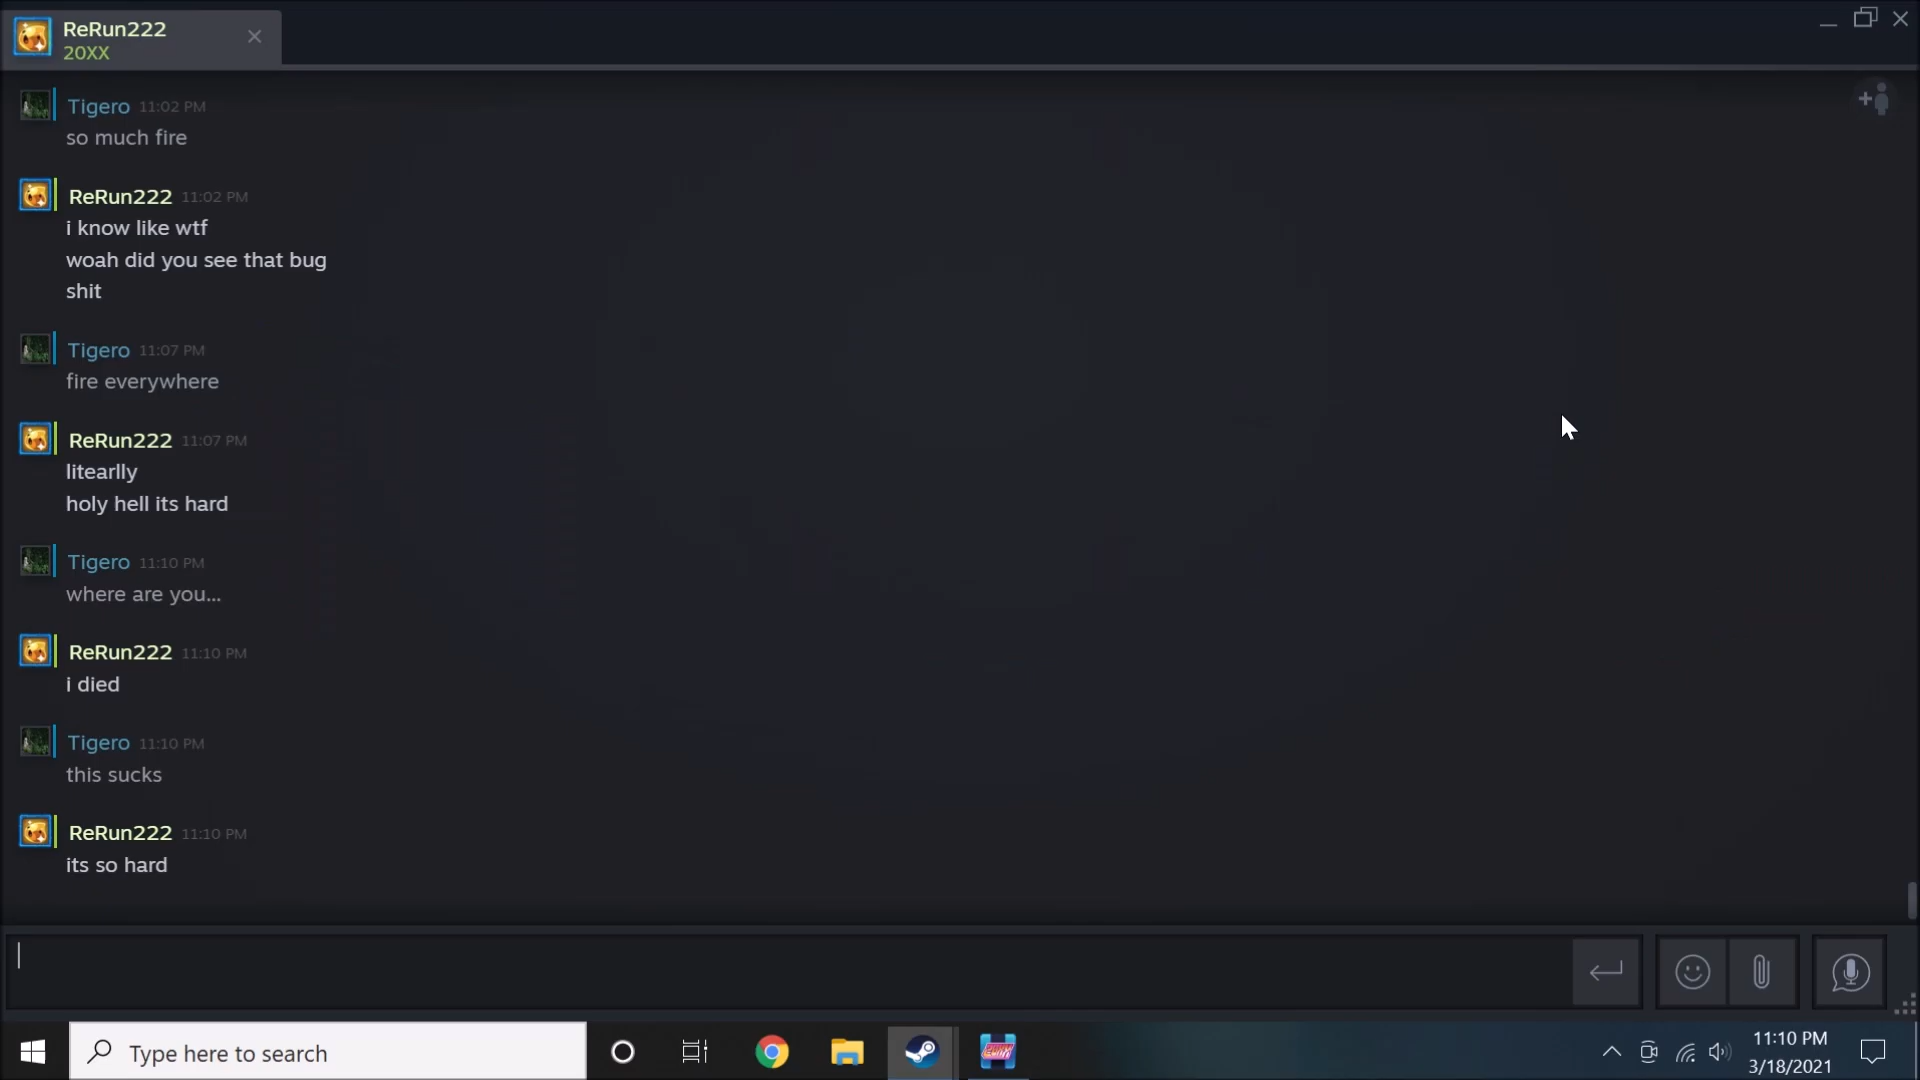 ReRun222
20XX
Tigero 11:02 PM
so much fire
ReRun222 11:02 PM
i know like wtf
woah did you see that bug
shit
Tigero 11:07 PM
fire everywhere
ReRun222 11:07 PM
litearlly
holy hell its hard
Tigero 11:10 PM
where are you...
ReRun222 11:10 PM
i died
Tigero 11:10 PM
this sucks
ReRun222 11:10 PM
its so hard
Type here to search
11:10 PM
3/18/2021